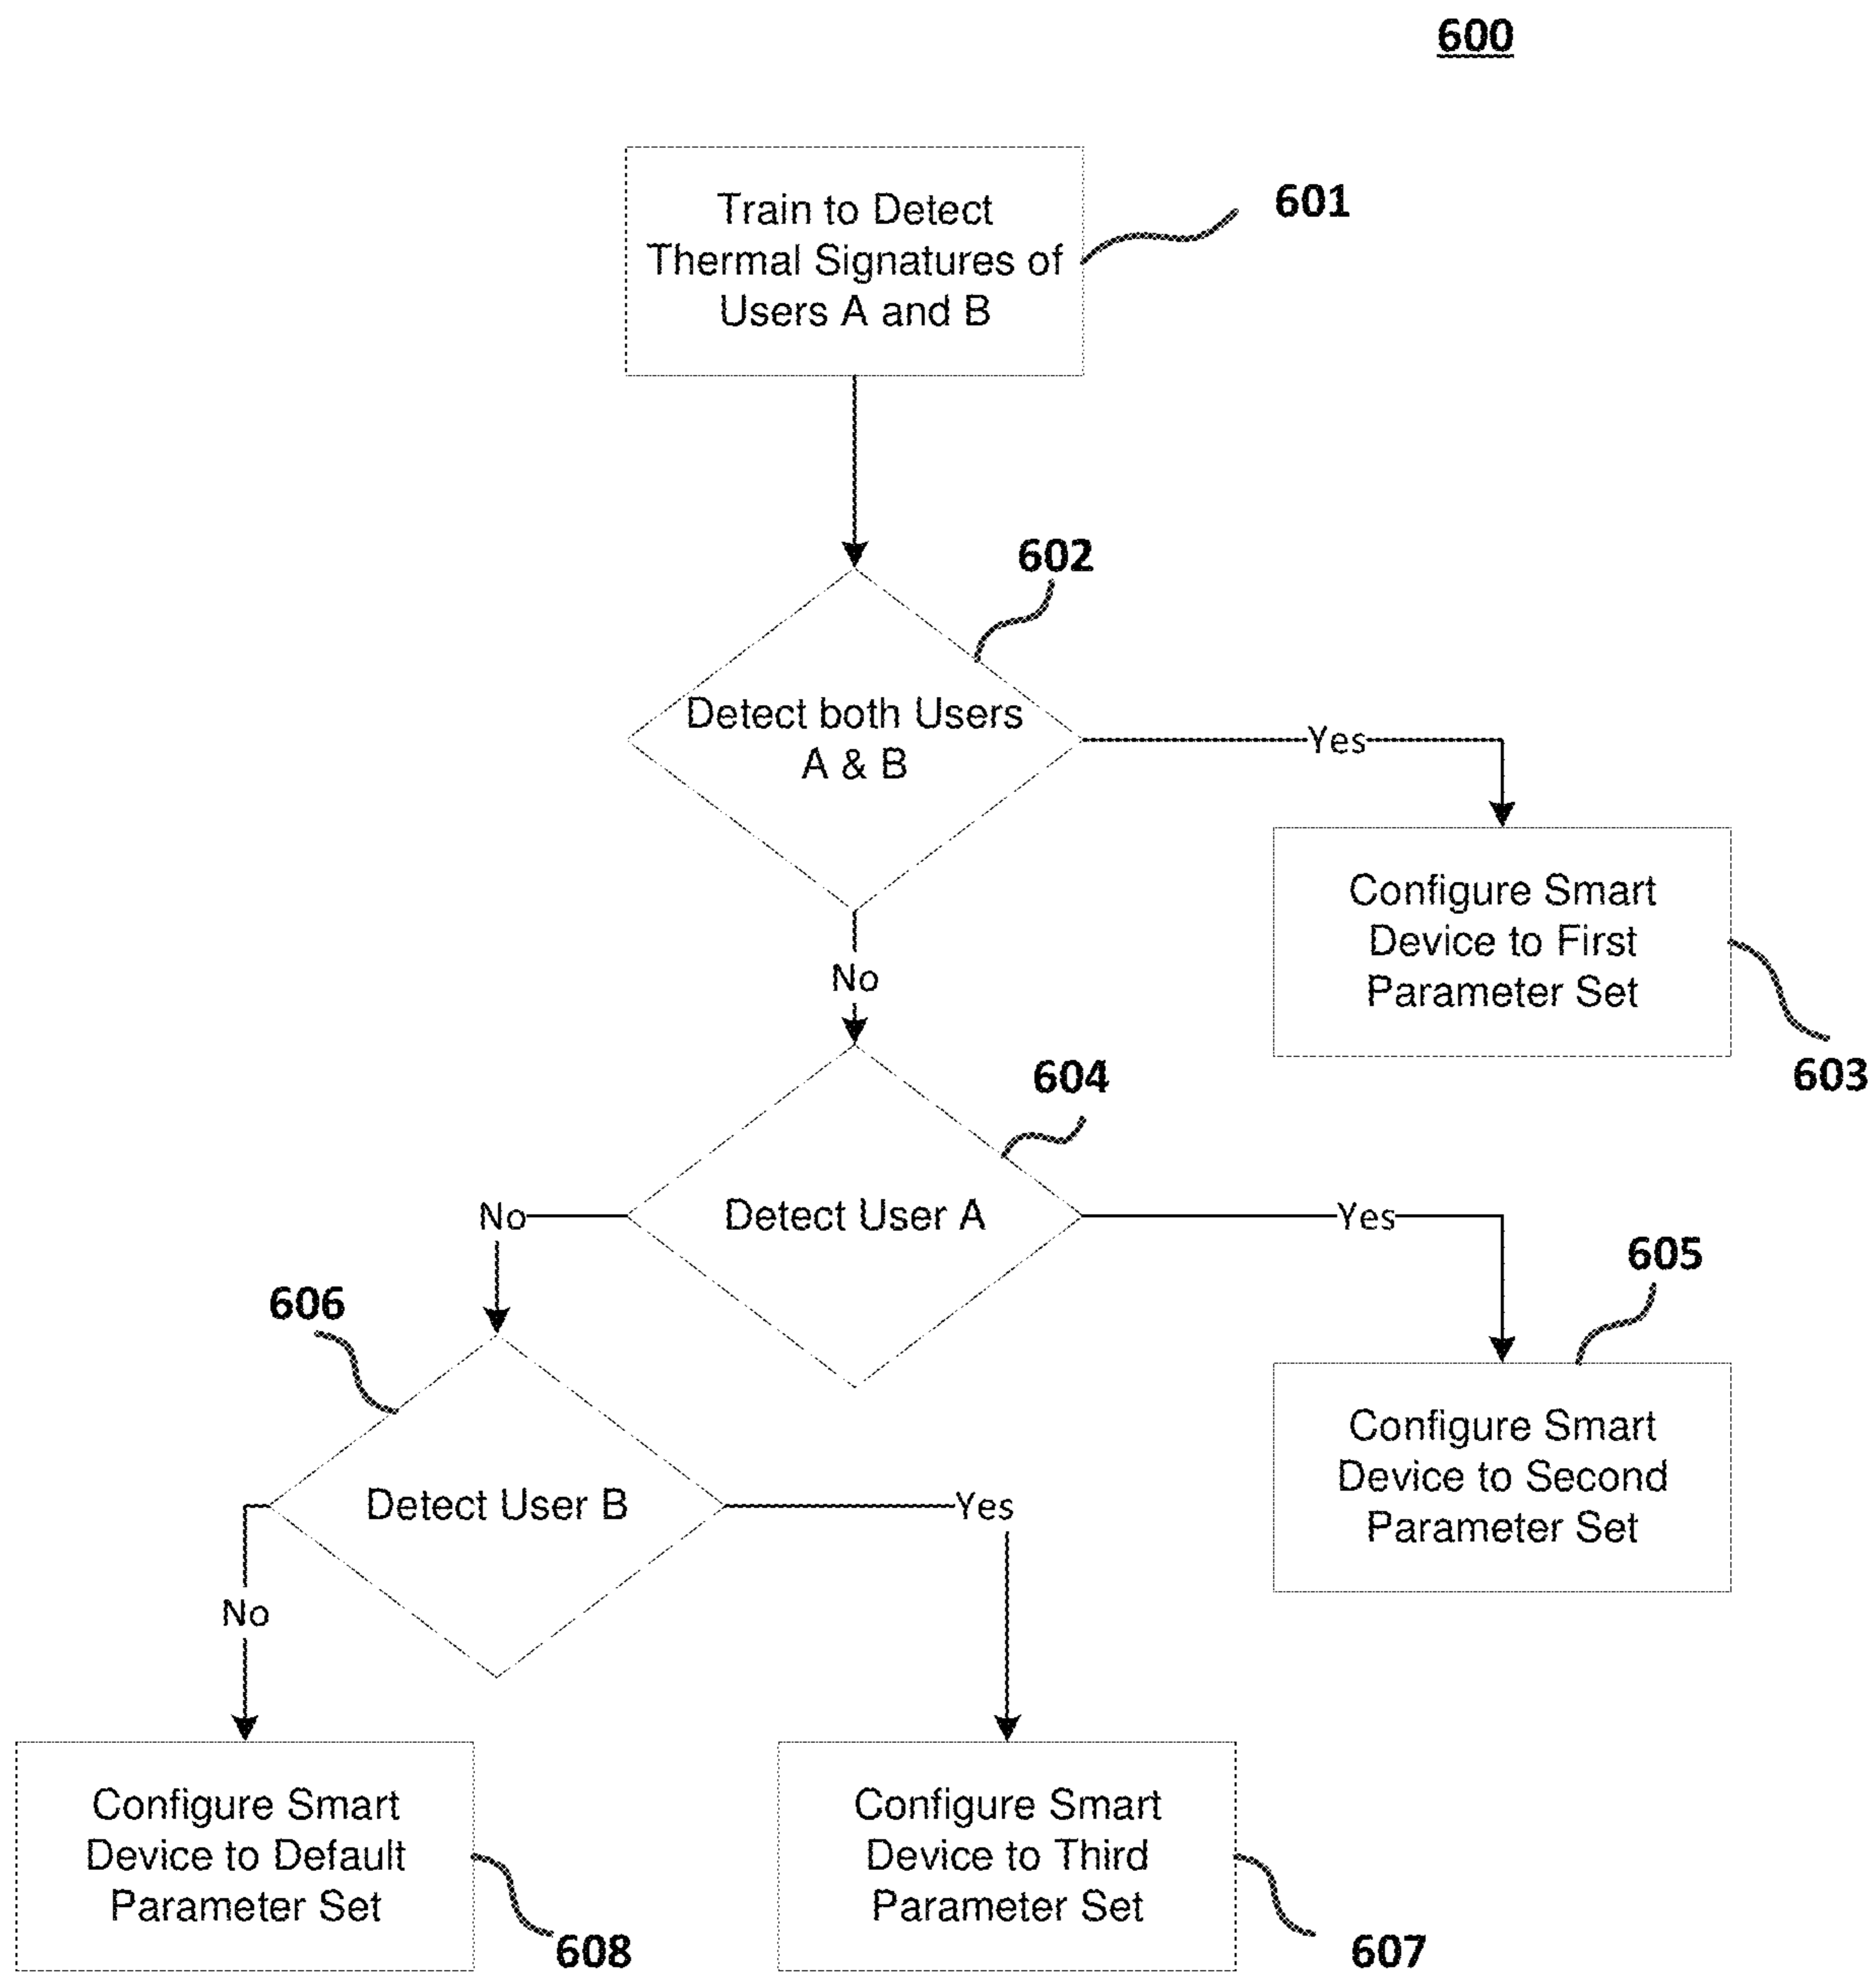 600
Train to Detect
Thermal Signatures of
Users A and B
601
602
Detect both Users
A & B
Yes
Configure Smart
Device to First
Parameter Set
603
No
604
Detect User A
Yes
605
Configure Smart
Device to Second
Parameter Set
No
606
Detect User B
Yes
No
Configure Smart
Device to Default
Parameter Set
608
Configure Smart
Device to Third
Parameter Set
607